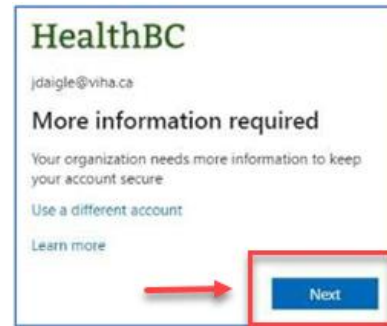 HealthBC
jdaigle@viha.ca
More information required
Your organization needs more information to keep
your account secure
Use a different account
Learn more
Next